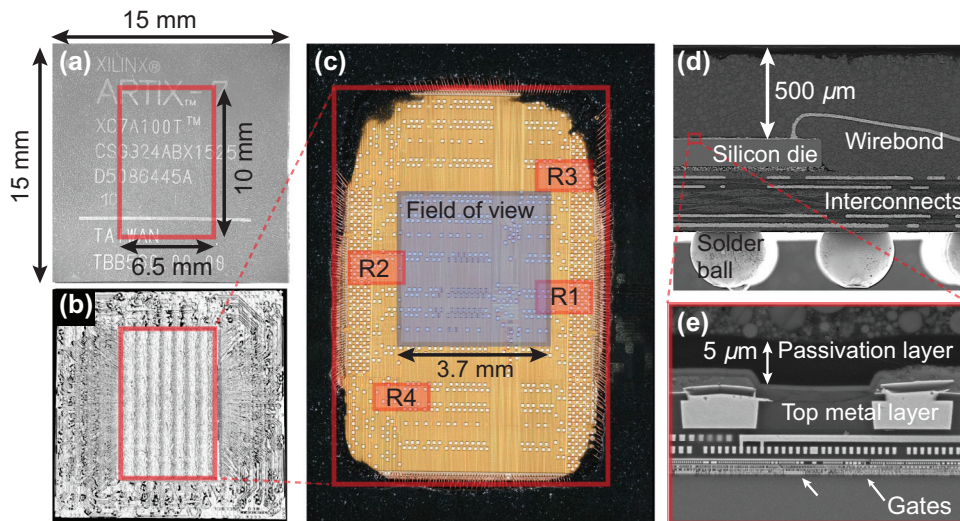 15 mm
15 mm
(a)
XILINX®
ARTIX-7
XC7A100T™
CSG324ABX1525
D5086445A
10 mm
TAIWAN
6.5 mm
(b)
(c)
R3
Field of view
R2
R1
3.7 mm
R4
(d)
500 µm
Wirebond
Silicon die
Interconnects
Solder
ball
(e)
5 µm
Passivation layer
Top metal layer
Gates